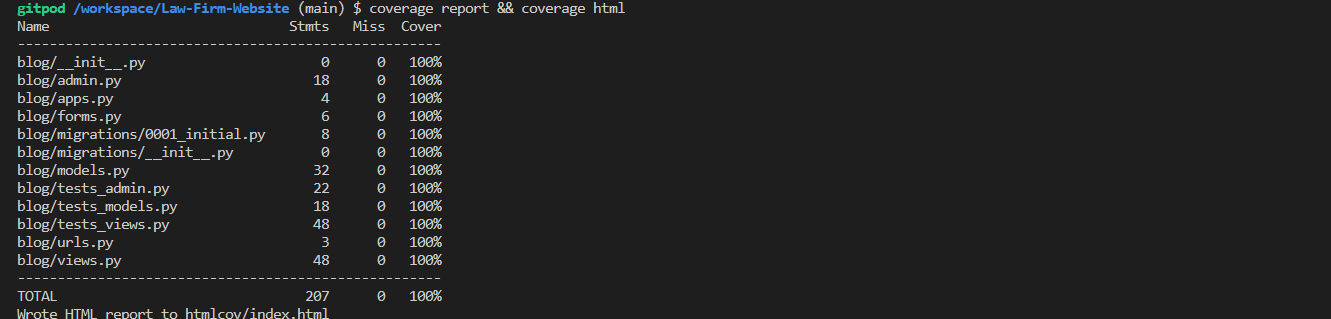 gitpod /workspace/Law-Firm-Website (main) $ coverage report && coverage html
Name                              Stmts   Miss  Cover
-----------------------------------------------------
blog/__init__.py                      0      0   100%
blog/admin.py                        18      0   100%
blog/apps.py                          4      0   100%
blog/forms.py                         6      0   100%
blog/migrations/0001_initial.py       8      0   100%
blog/migrations/__init__.py           0      0   100%
blog/models.py                       32      0   100%
blog/tests_admin.py                  22      0   100%
blog/tests_models.py                 18      0   100%
blog/tests_views.py                  48      0   100%
blog/urls.py                          3      0   100%
blog/views.py                        48      0   100%
-----------------------------------------------------
TOTAL                               207      0   100%
Wrote HTML report to htmlcov/index.html